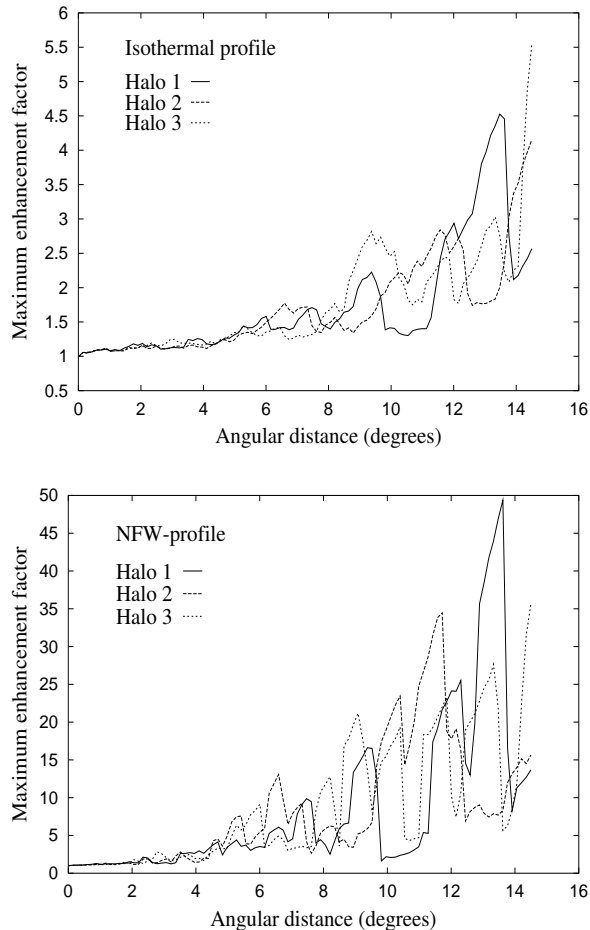 6
5.5
5
4.5
4
3.5
3
2.5
2
1.5
1
0.5
Maximum enhancement factor
Isothermal profile
Halo 1
Halo 2
Halo 3
0 2 4 6 8 10 12 14 16
Angular distance (degrees)
50
45
40
35
30
25
20
15
10
5
0
Maximum enhancement factor
NFW-profile
Halo 1
Halo 2
Halo 3
0 2 4 6 8 10 12 14 16
Angular distance (degrees)